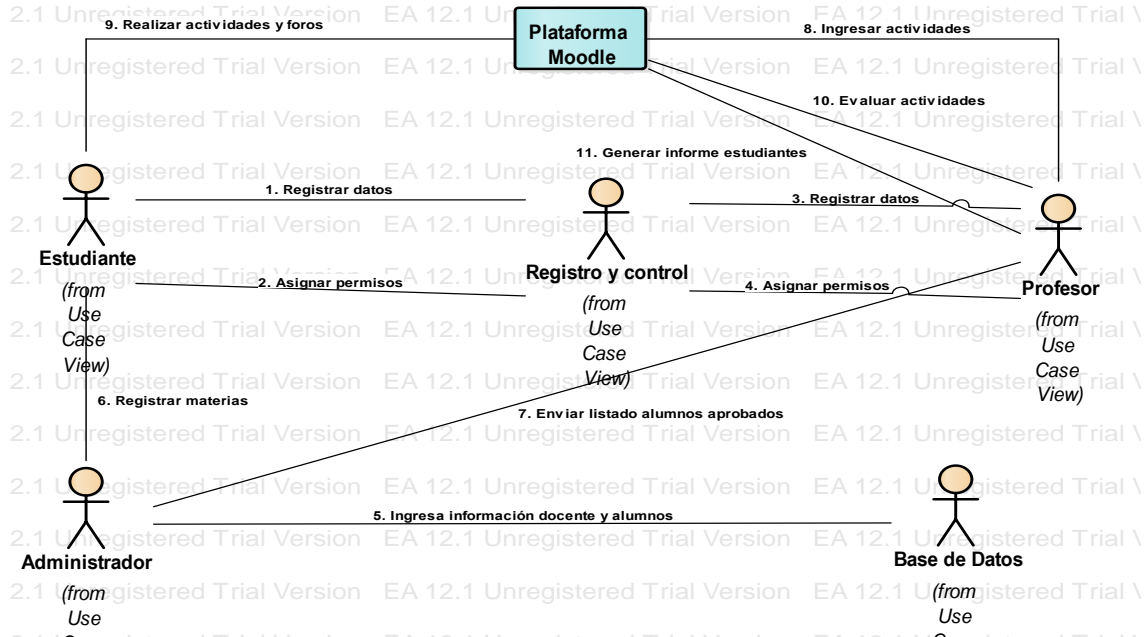 2.1 Unregistered Trial Version EA 12.1 Unregistered Trial Version EA 12.1 Unregistered Trial V
9. Realizar actividades y foros
Plataforma
Moodle
8. Ingresar actividades
10. Evaluar actividades
11. Generar informe estudiantes
1. Registrar datos
3. Registrar datos
Estudiante
(from
Use
Case
View)
2. Asignar permisos
Registro y control
(from
Use
Case
View)
4. Asignar permisos
Profesor
(from
Use
Case
View)
6. Registrar materias
7. Enviar listado alumnos aprobados
5. Ingresa información docente y alumnos
Administrador
(from
Use
Base de Datos
(from
Use